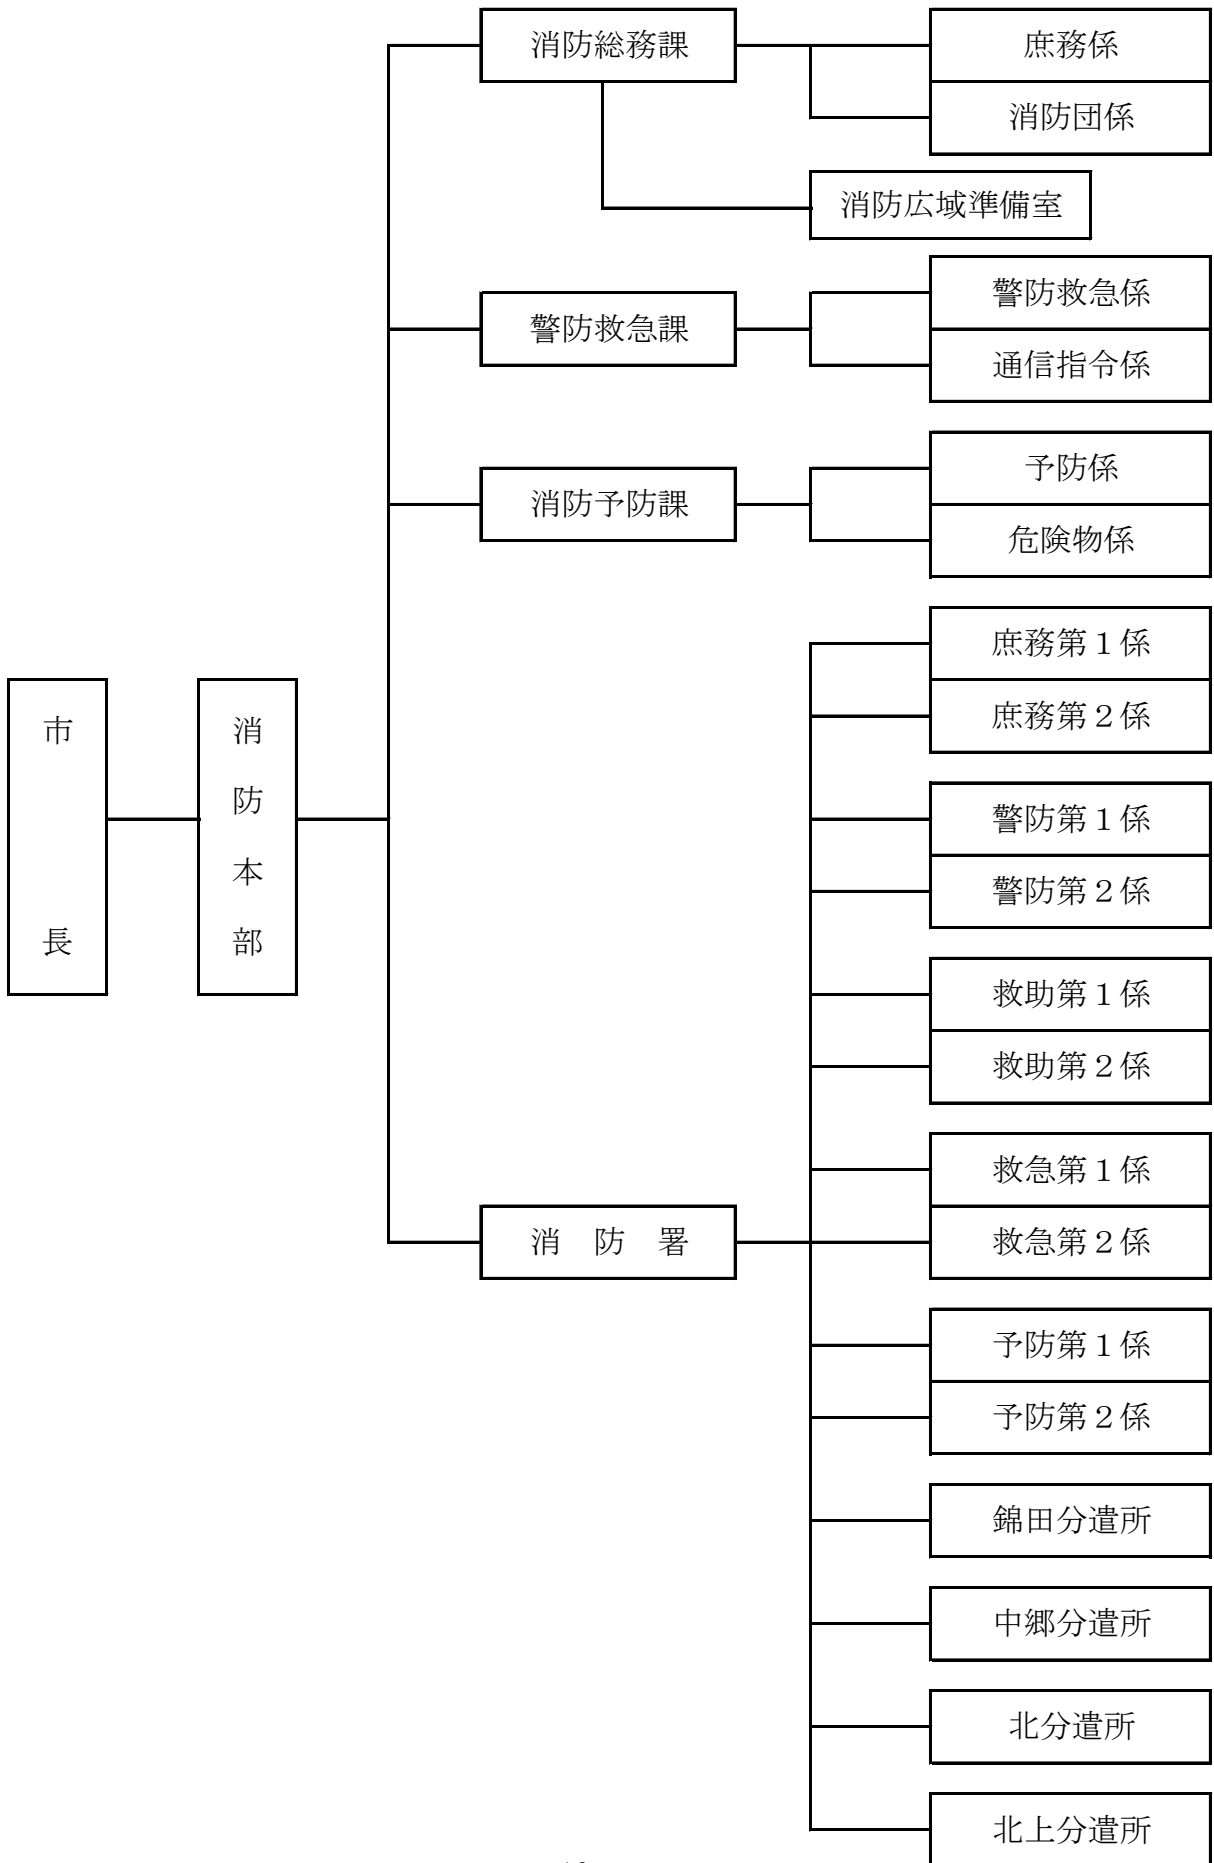 消防総務課
庶務係
消防団係
消防広域準備室
警防救急課
警防救急係
通信指令係
消防予防課
予防係
危険物係
市長
消防本部
消　防　署
庶務第１係
庶務第２係
警防第１係
警防第２係
救助第１係
救助第２係
救急第１係
救急第２係
予防第１係
予防第２係
錦田分遣所
中郷分遣所
北分遣所
北上分遣所